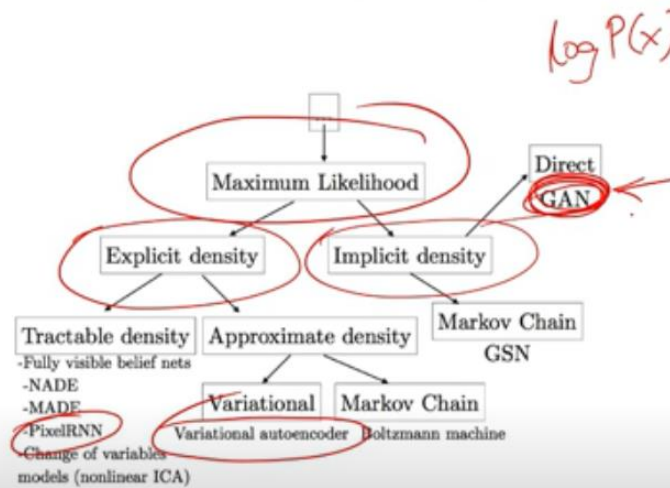 log P(x)
...
Maximum Likelihood
Direct
GAN
Explicit density
Implicit density
Tractable density
-Fully visible belief nets
-NADE
-MADE
-PixelRNN
-Change of variables
models (nonlinear ICA)
Approximate density
Variational
Variational autoencoder
Markov Chain
Boltzmann machine
Markov Chain
GSN